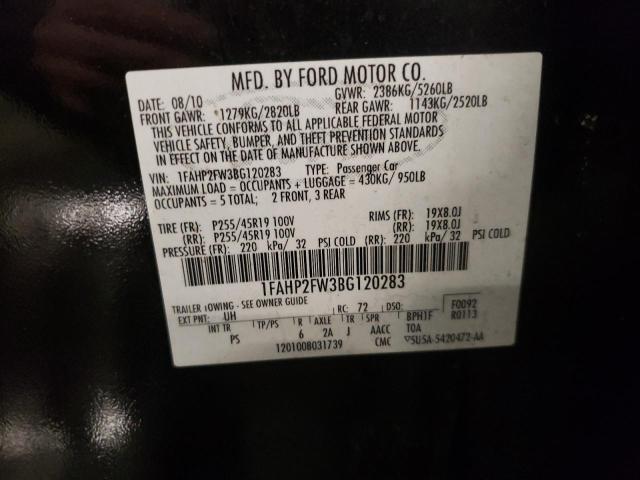 MFD. BY FORD MOTOR CO.
DATE: 08/10 GVWR: 2386KG/5260LB
FRONT GAWR: 1279KG/2820LB REAR GAWR: 1143KG/2520LB
THIS VEHICLE CONFORMS TO ALL APPLICABLE FEDERAL MOTOR
VEHICLE SAFETY, BUMPER, AND THEFT PREVENTION STANDARDS
IN EFFECT ON THE DATE OF MANUFACTURE SHOWN ABOVE.
VIN: 1FAHP2FW3BG120283 TYPE: Passenger Car
MAXIMUM LOAD = OCCUPANTS + LUGGAGE = 430KG/950LB
OCCUPANTS = 5 TOTAL; 2 FRONT, 3 REAR
TIRE (FR): P255/45R19 100V RIMS (FR): 19X8.0J
(RR): P255/45R19 100V (RR): 19X8.0J
PRESSURE (FR): 220 kPa/ 32 PSI COLD (RR): 220 kPa/ 32 PSI COLD
1FAHP2FW3BG120283
TRAILER TOWING - SEE OWNER GUIDE
EXT PNT: UH RC: 72 DSO: F0092
INT TR TP/PS R AXLE TR SPR BPHIF R0113
PS 6 2A J AACC TOA
1201008031739 CMC 5U5A-5420472-AA